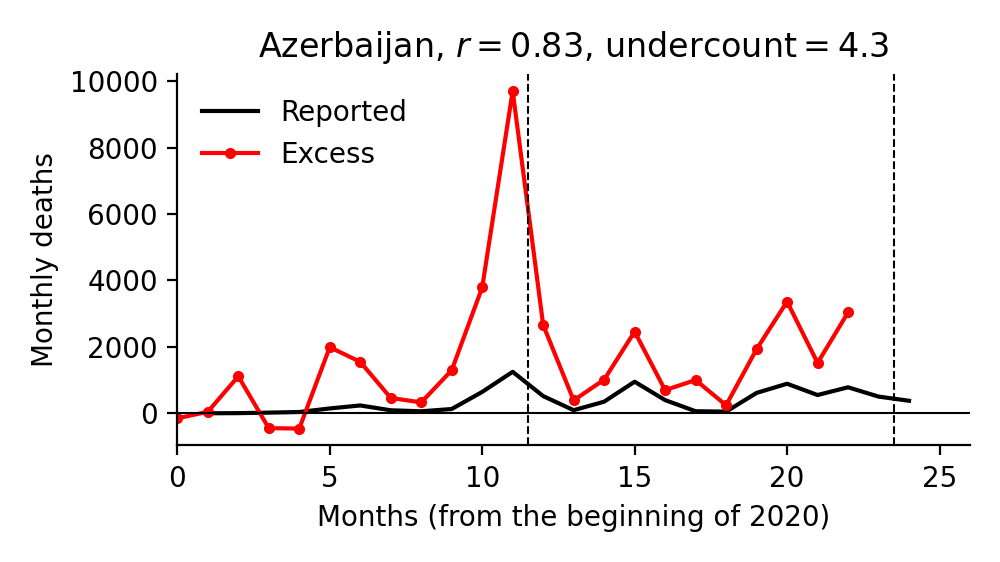 Azerbaijan, r = 0.83, undercount = 4.3
10000
8000
6000
4000
2000
0
Monthly deaths
Reported
Excess
0 5 10 15 20 25
Months (from the beginning of 2020)